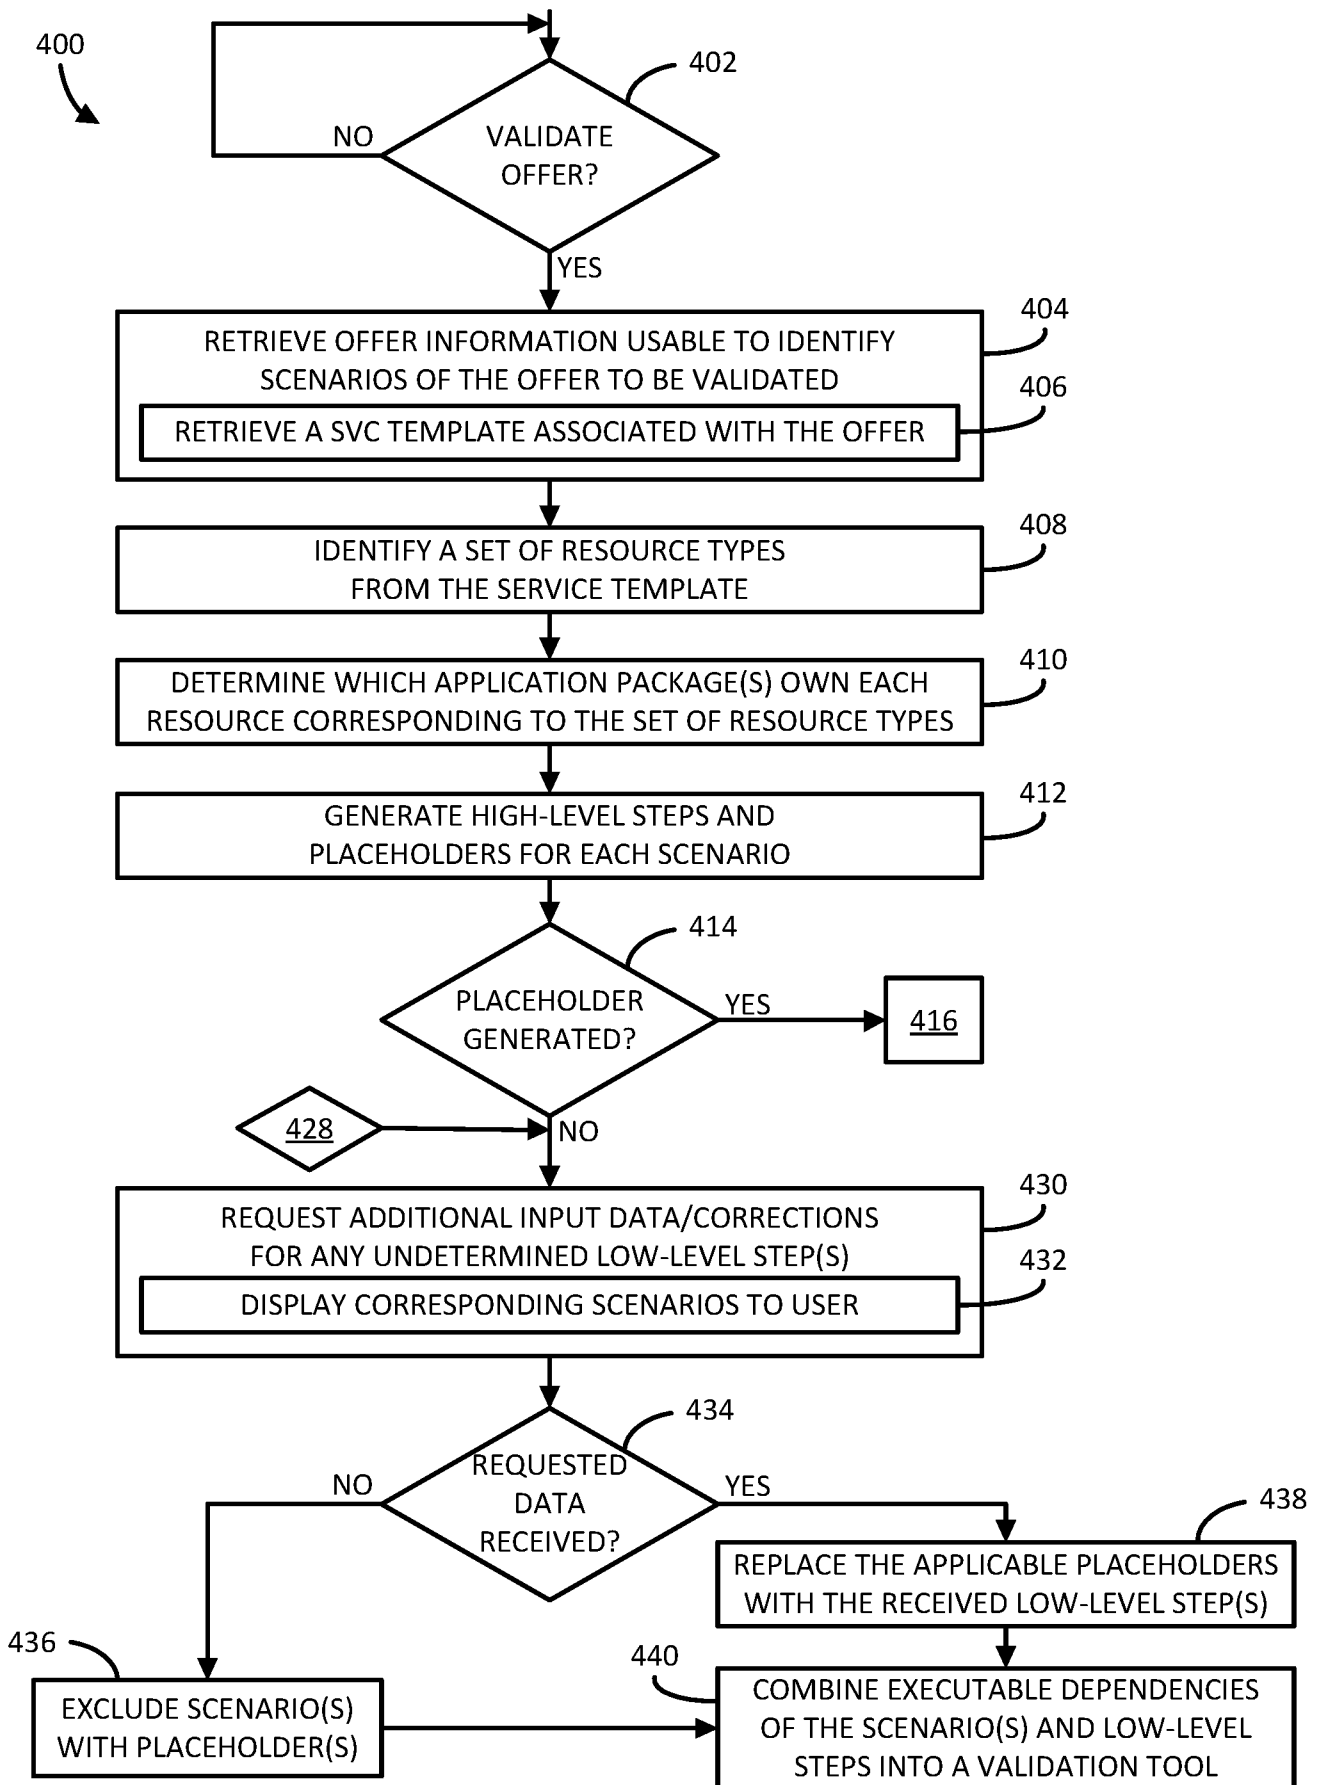 400
402
NO
VALIDATE
OFFER?
YES
404
RETRIEVE OFFER INFORMATION USABLE TO IDENTIFY
SCENARIOS OF THE OFFER TO BE VALIDATED
406
RETRIEVE A SVC TEMPLATE ASSOCIATED WITH THE OFFER
408
IDENTIFY A SET OF RESOURCE TYPES
FROM THE SERVICE TEMPLATE
410
DETERMINE WHICH APPLICATION PACKAGE(S) OWN EACH
RESOURCE CORRESPONDING TO THE SET OF RESOURCE TYPES
412
GENERATE HIGH-LEVEL STEPS AND
PLACEHOLDERS FOR EACH SCENARIO
414
PLACEHOLDER
GENERATED?
YES
416
428
NO
430
REQUEST ADDITIONAL INPUT DATA/CORRECTIONS
FOR ANY UNDETERMINED LOW-LEVEL STEP(S)
432
DISPLAY CORRESPONDING SCENARIOS TO USER
434
NO
REQUESTED
DATA
RECEIVED?
YES
438
REPLACE THE APPLICABLE PLACEHOLDERS
WITH THE RECEIVED LOW-LEVEL STEP(S)
436
EXCLUDE SCENARIO(S)
WITH PLACEHOLDER(S)
440
COMBINE EXECUTABLE DEPENDENCIES
OF THE SCENARIO(S) AND LOW-LEVEL
STEPS INTO A VALIDATION TOOL